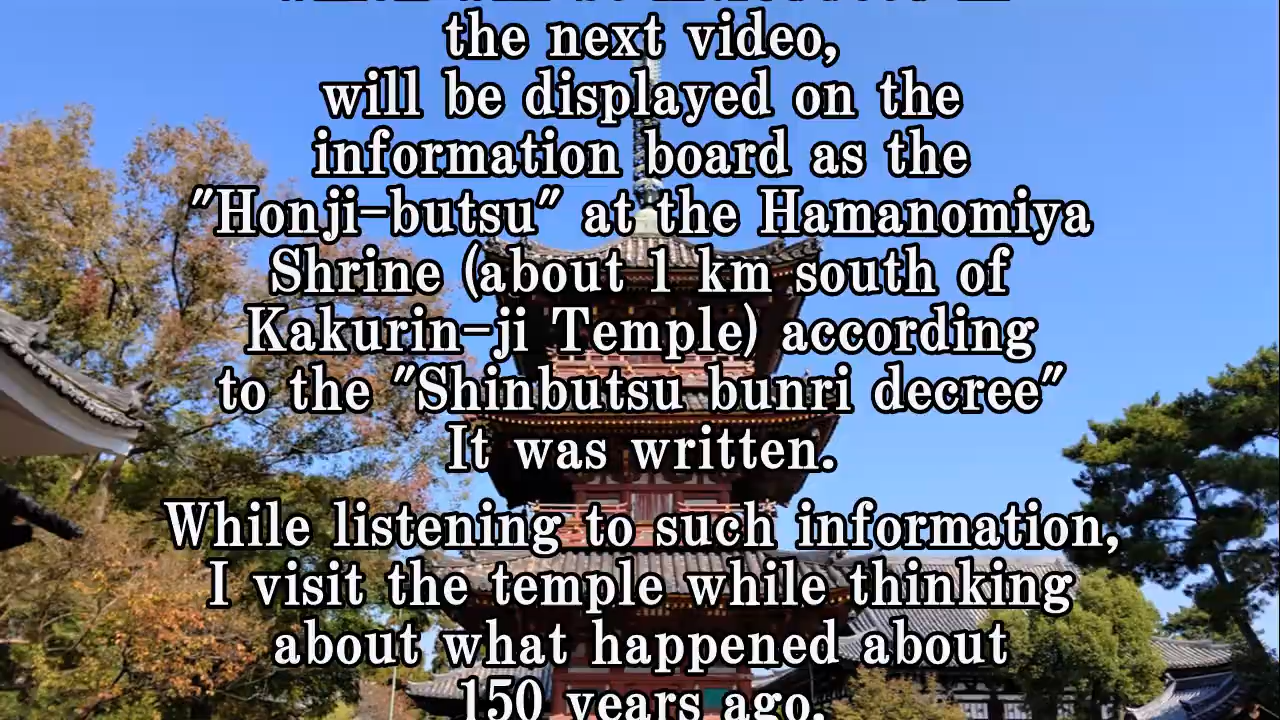 the next video,
will be displayed on the
information board as the
"Honji-butsu" at the Hamanomiya
Shrine (about 1 km south of
Kakurin-ji Temple) according
to the "Shinbutsu bunri decree"
It was written.
While listening to such information,
I visit the temple while thinking
about what happened about
150 years ago.